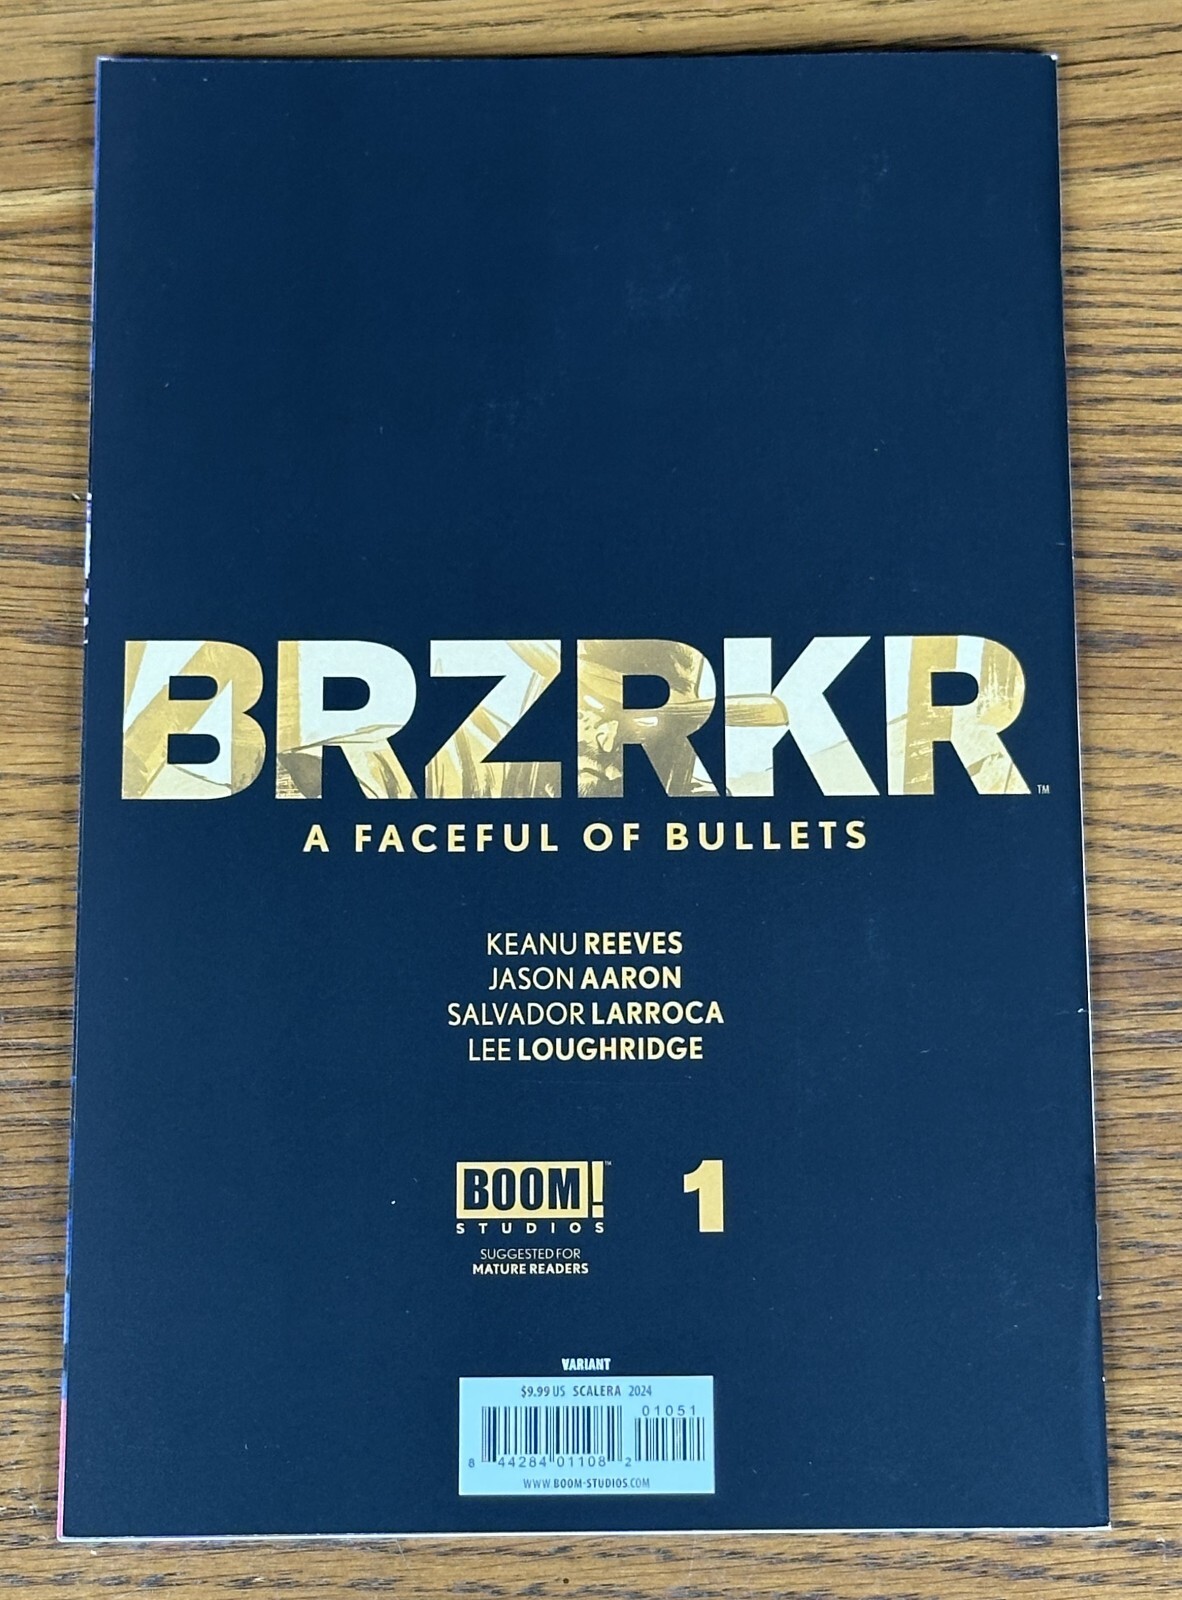 BRZRKR™
A FACEFUL OF BULLETS
KEANU REEVES
JASON AARON
SALVADOR LARROCA
LEE LOUGHRIDGE
BOOM!™
STUDIOS
1
SUGGESTED FOR
MATURE READERS
VARIANT
$9.99 US SCALERA 2024
01051
8 44284 01108 2
WWW.BOOM-STUDIOS.COM